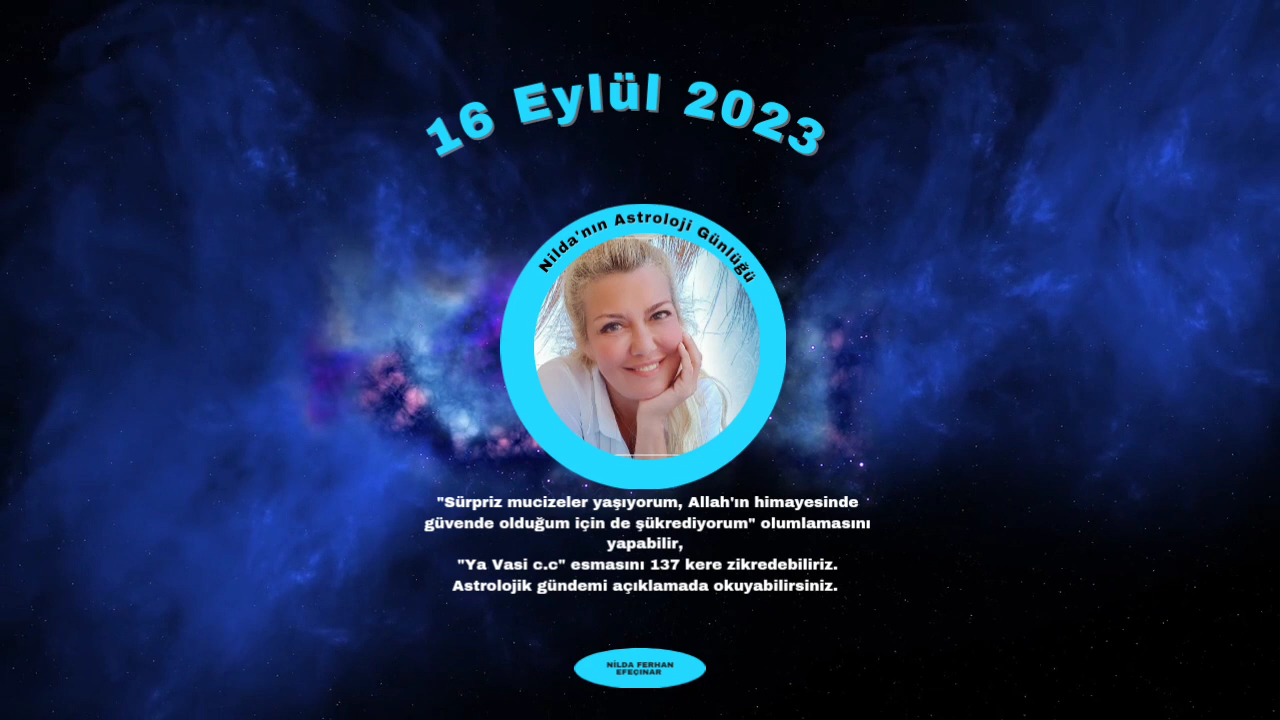 16 Eylül 2023
Nilda'nın Astroloji Günlüğü
"Sürpriz mucizeler yaşıyorum, Allah'ın himayesinde
güvende olduğum için de şükrediyorum" olumlamasını
yapabilir,
"Ya Vasi c.c" esmasını 137 kere zikredebiliriz.
Astrolojik gündemi açıklamada okuyabilirsiniz.
NİLDA FERHAN
EFEÇINAR